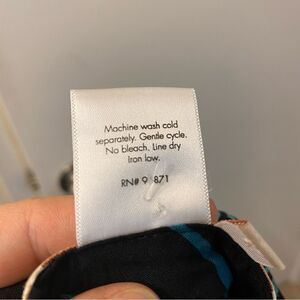 Machine wash cold
separately. Gentle cycle.
No bleach. Line dry
Iron low.
RN#